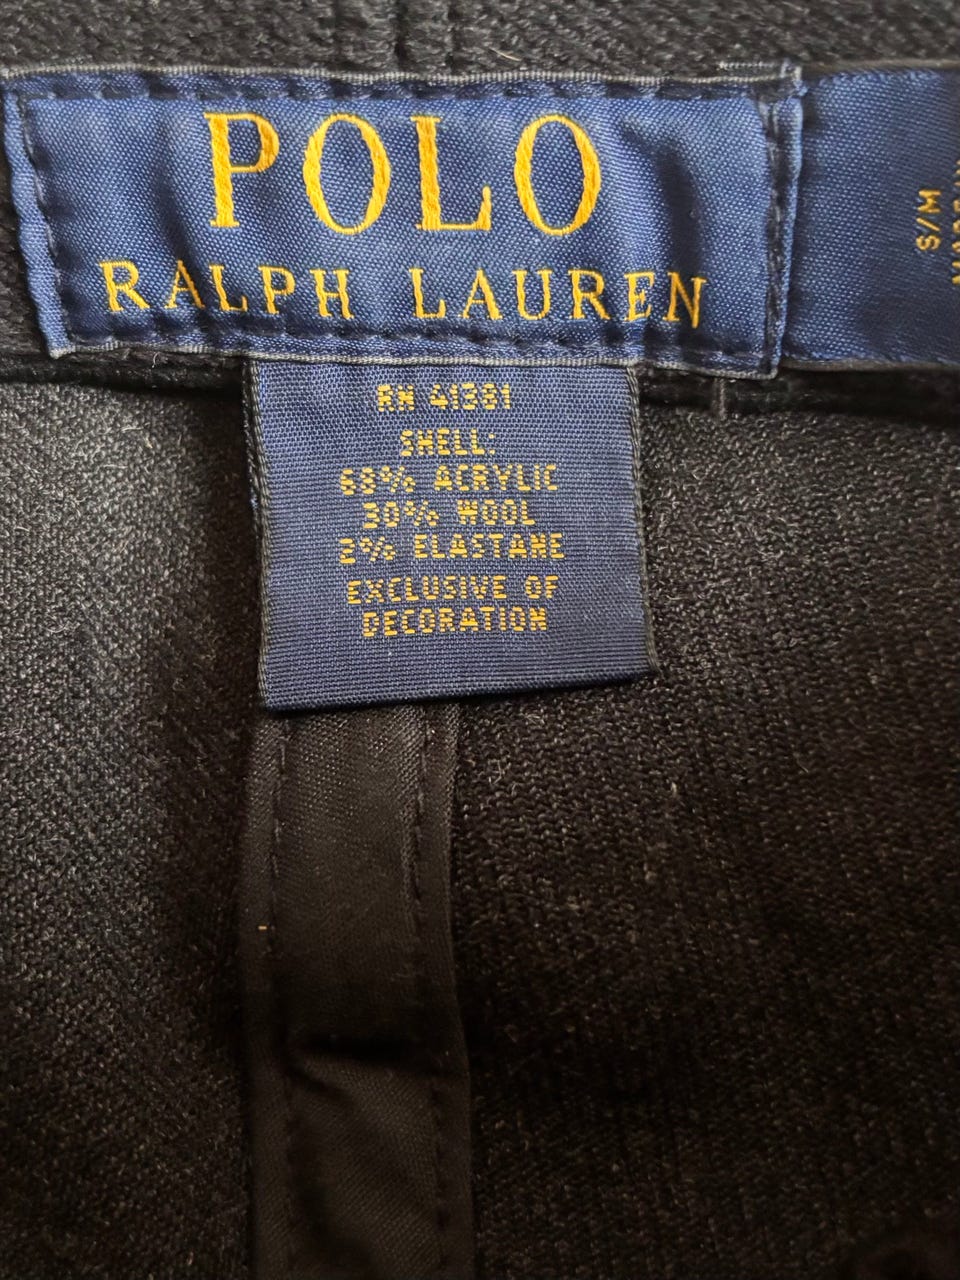 POLO
RALPH LAUREN
RN 41381
SHELL:
68% ACRYLIC
30% WOOL
2% ELASTANE
EXCLUSIVE OF
DECORATION
S/M